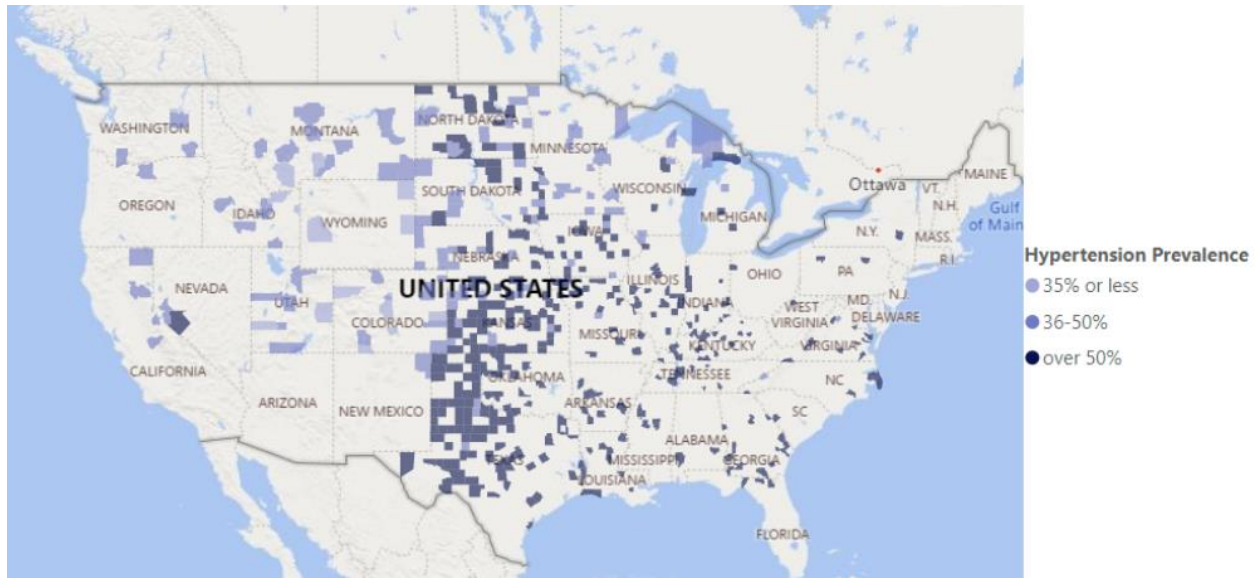 WASHINGTON
MONTANA
NORTH DAKOTA
MINNESOTA
OREGON
IDAHO
WYOMING
SOUTH DAKOTA
WISCONSIN
MICHIGAN
Ottawa
MAINE
VT.
N.H.
Gulf
of Main
N.Y.
MASS.
R.I.
NEVADA
UTAH
COLORADO
NEBRASKA
IOWA
UNITED STATES
ILLINOIS
INDIANA
OHIO
PA
N.J.
MD.
DELAWARE
WEST
VIRGINIA
VIRGINIA
CALIFORNIA
KANSAS
MISSOURI
KENTUCKY
ARIZONA
NEW MEXICO
OKLAHOMA
ARKANSAS
TENNESSEE
NC
SC
TEXAS
LOUISIANA
MISSISSIPPI
ALABAMA
GEORGIA
FLORIDA
Hypertension Prevalence
35% or less
36-50%
over 50%